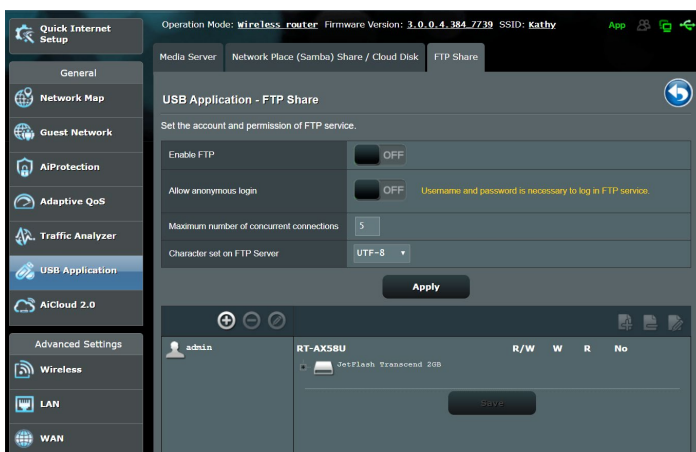 Quick Internet
Setup
Operation Mode: Wireless router Firmware Version: 3.0.0.4.384_7739 SSID: Kathy
App
Media Server
Network Place (Samba) Share / Cloud Disk
FTP Share
General
Network Map
Guest Network
AiProtection
Adaptive QoS
Traffic Analyzer
USB Application
AiCloud 2.0
Advanced Settings
Wireless
LAN
WAN
USB Application - FTP Share
Set the account and permission of FTP service.
Enable FTP
OFF
Allow anonymous login
OFF
Username and password is necessary to log in FTP service.
Maximum number of concurrent connections
5
Character set on FTP Server
UTF-8
Apply
admin
RT-AX58U
R/W W R No
JetFlash Transcend 2GB
Save